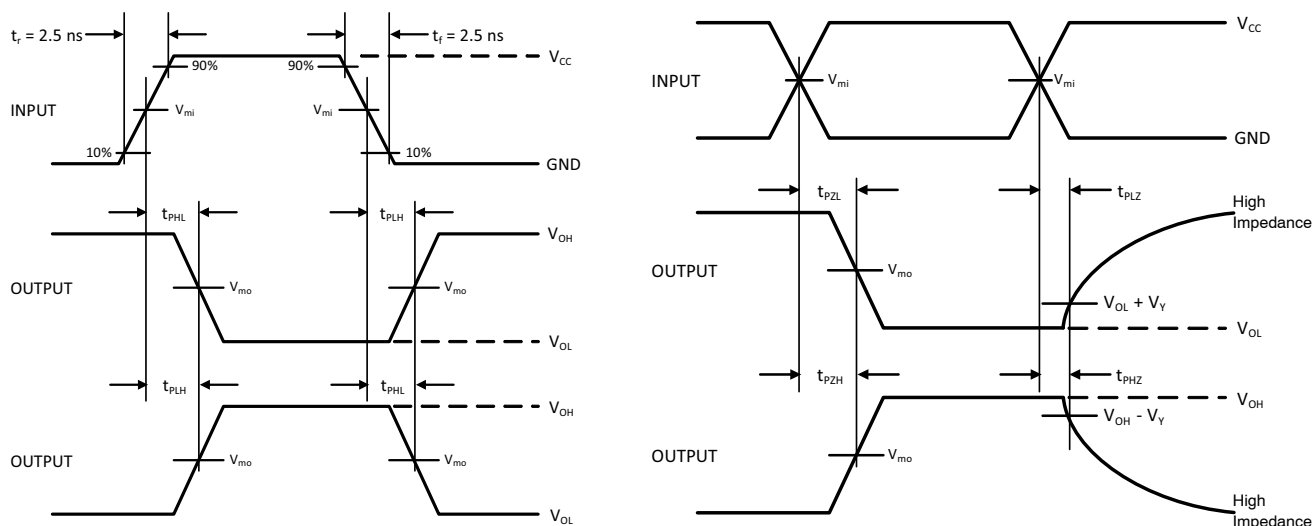 tr = 2.5 ns
tf = 2.5 ns
VCC
90%
90%
INPUT
Vmi
Vmi
10%
10%
GND
tPHL
tPLH
VOH
OUTPUT
Vmo
Vmo
VOL
tPLH
tPHL
VOH
OUTPUT
Vmo
Vmo
VOL
VCC
INPUT
Vmi
Vmi
GND
tPZL
tPLZ
High
Impedance
OUTPUT
Vmo
VOL + VY
VOL
tPZH
tPHZ
VOH
VOH - VY
OUTPUT
Vmo
High
Impedance